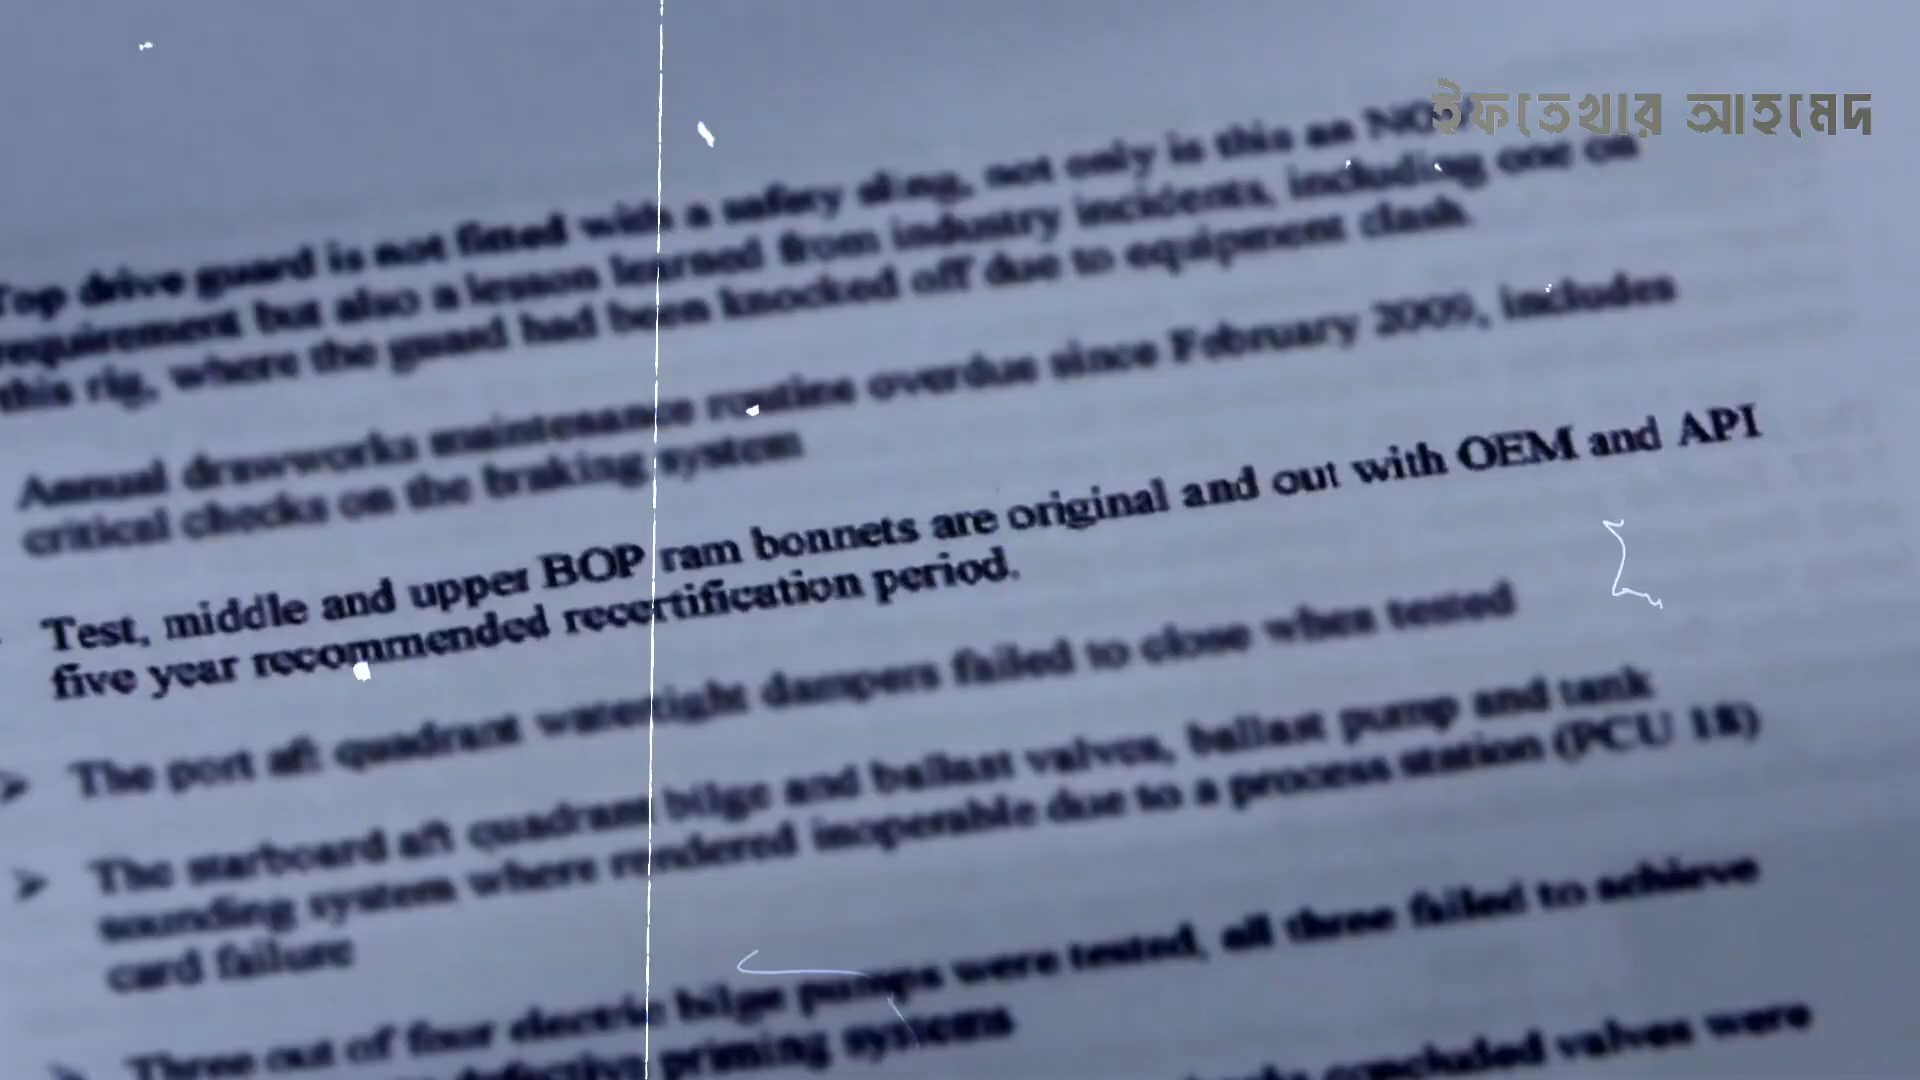 ইফতেখার আহমেদ
Top drive guard is not fitted with a safety sling, not only is this an
requirement but also a lesson learned from industry incidents, including one on
this rig, where the guard had been knocked off due to equipment clash.
Annual drawworks maintenance routine overdue since February 2009, includes
critical checks on the braking system
Test, middle and upper BOP ram bonnets are original and out with OEM and API
five year recommended recertification period.
The port aft quadrant watertight dampers failed to close when tested
The starboard aft quadrant bilge and ballast valves, ballast pump and tank
sounding system where rendered inoperable due to a process station (PCU 18)
card failure
Three out of four electric bilge pumps were tested, all three failed to achieve
defective priming systems
concluded valves were